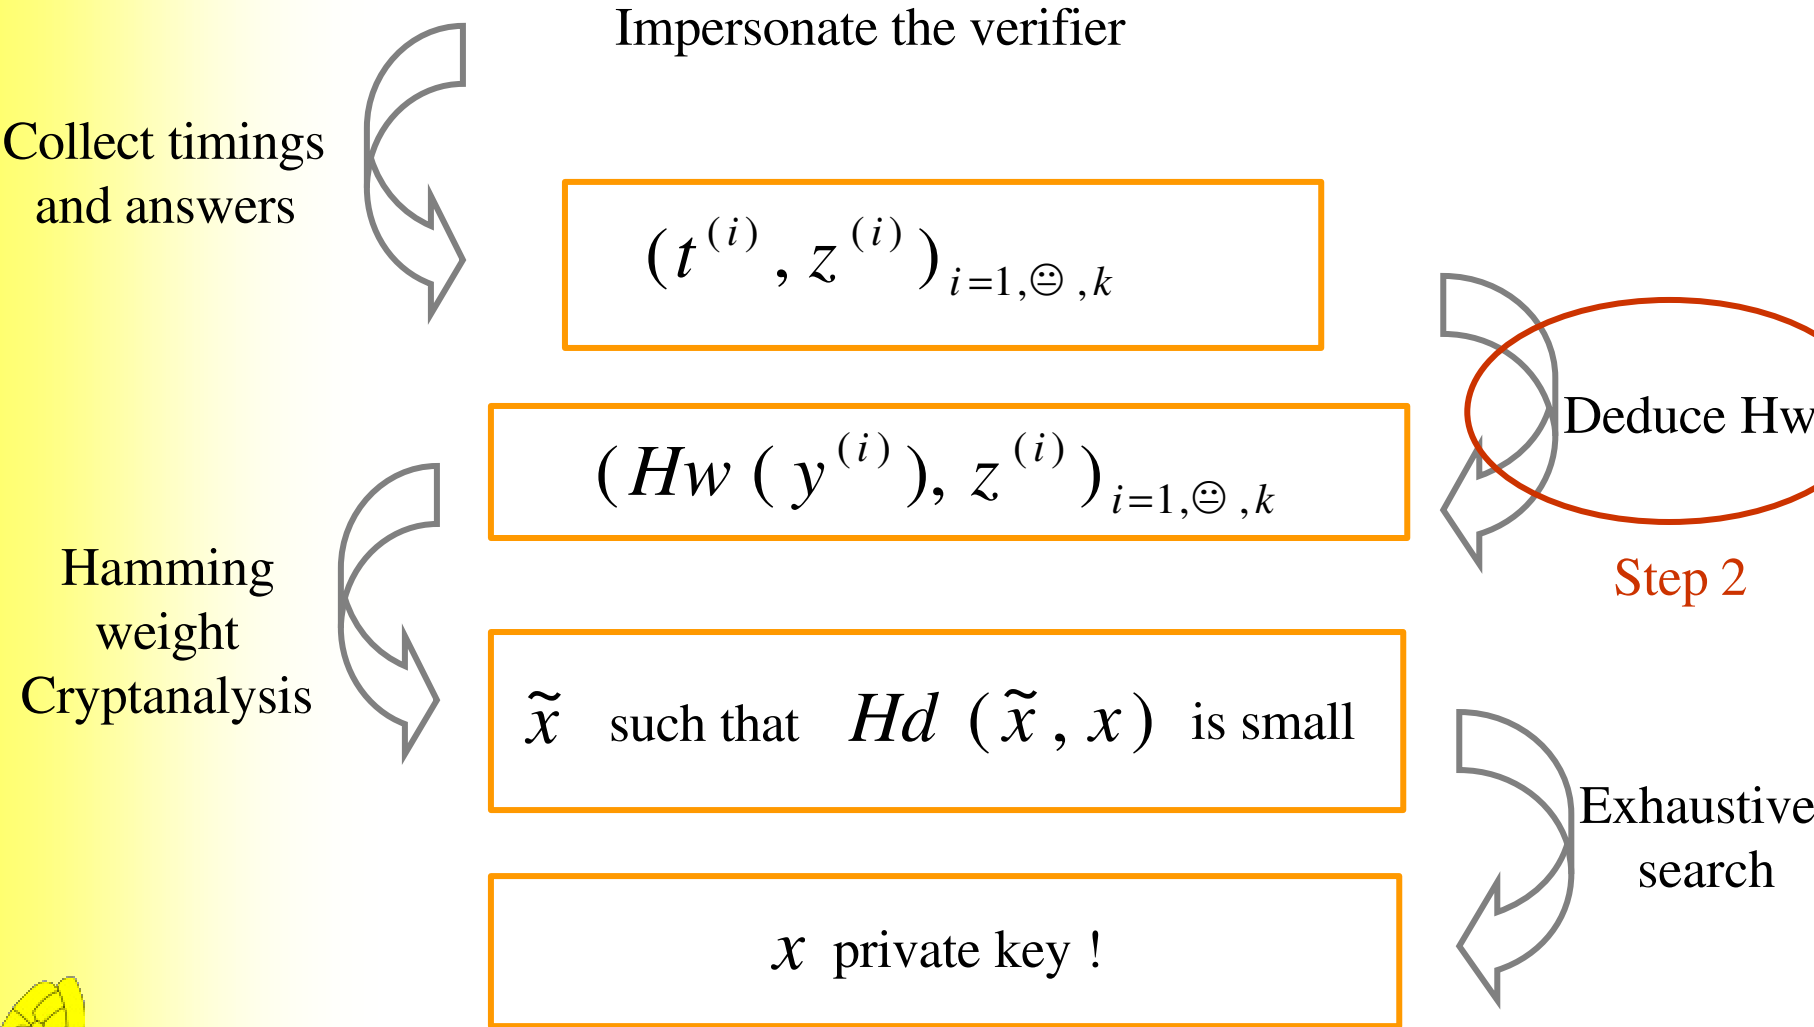 Impersonate the verifier
Collect timings
and answers
(t^(i), z^(i))_i=1,😐,k
Deduce Hw
Step 2
(Hw(y^(i)), z^(i))_i=1,😐,k
Hamming
weight
Cryptanalysis
x̃ such that Hd(x̃, x) is small
Exhaustive
search
x private key !